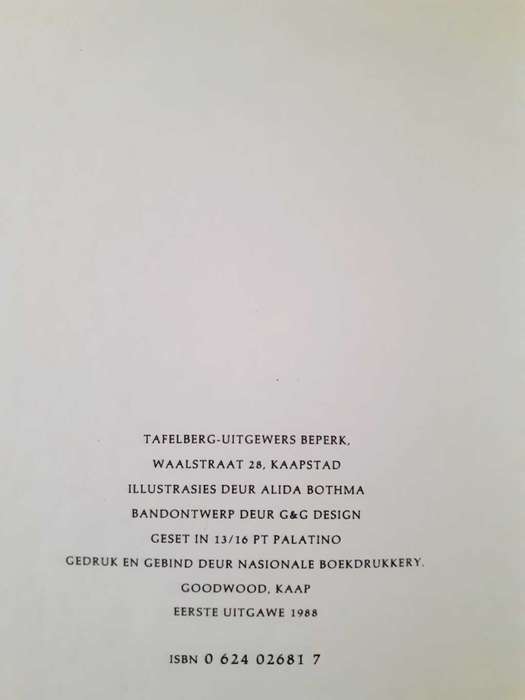 TAFELBERG-UITGEWERS BEPERK,
WAALSTRAAT 28, KAAPSTAD
ILLUSTRASIES DEUR ALIDA BOTHMA
BANDONTWERP DEUR G&G DESIGN
GESET IN 13/16 PT PALATINO
GEDRUK EN GEBIND DEUR NASIONALE BOEKDRUKKERY,
GOODWOOD, KAAP
EERSTE UITGAWE 1988
ISBN 0 624 02681 7